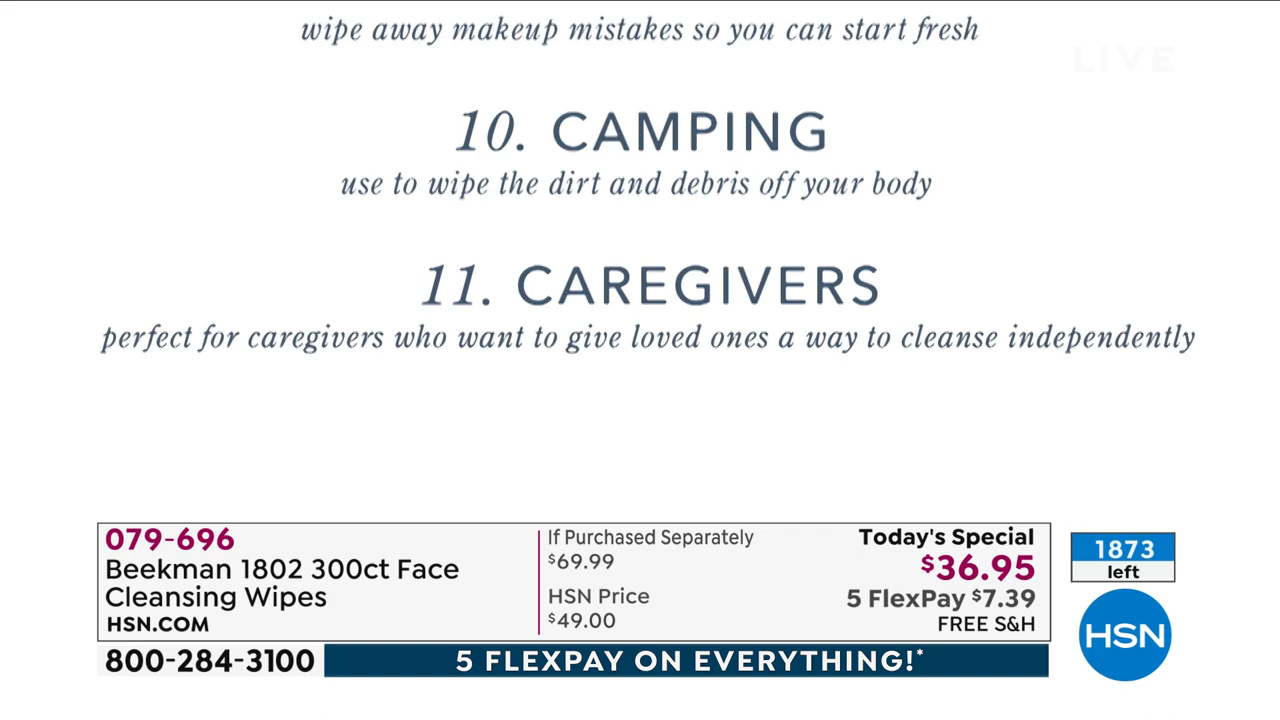 wipe away makeup mistakes so you can start fresh
LIVE
10. CAMPING
use to wipe the dirt and debris off your body
11. CAREGIVERS
perfect for caregivers who want to give loved ones a way to cleanse independently
079-696
Beekman 1802 300ct Face
Cleansing Wipes
HSN.COM
If Purchased Separately
$69.99
HSN Price
$49.00
Today's Special
$36.95
5 FlexPay $7.39
FREE S&H
1873
left
HSN
800-284-3100
5 FLEXPAY ON EVERYTHING!*